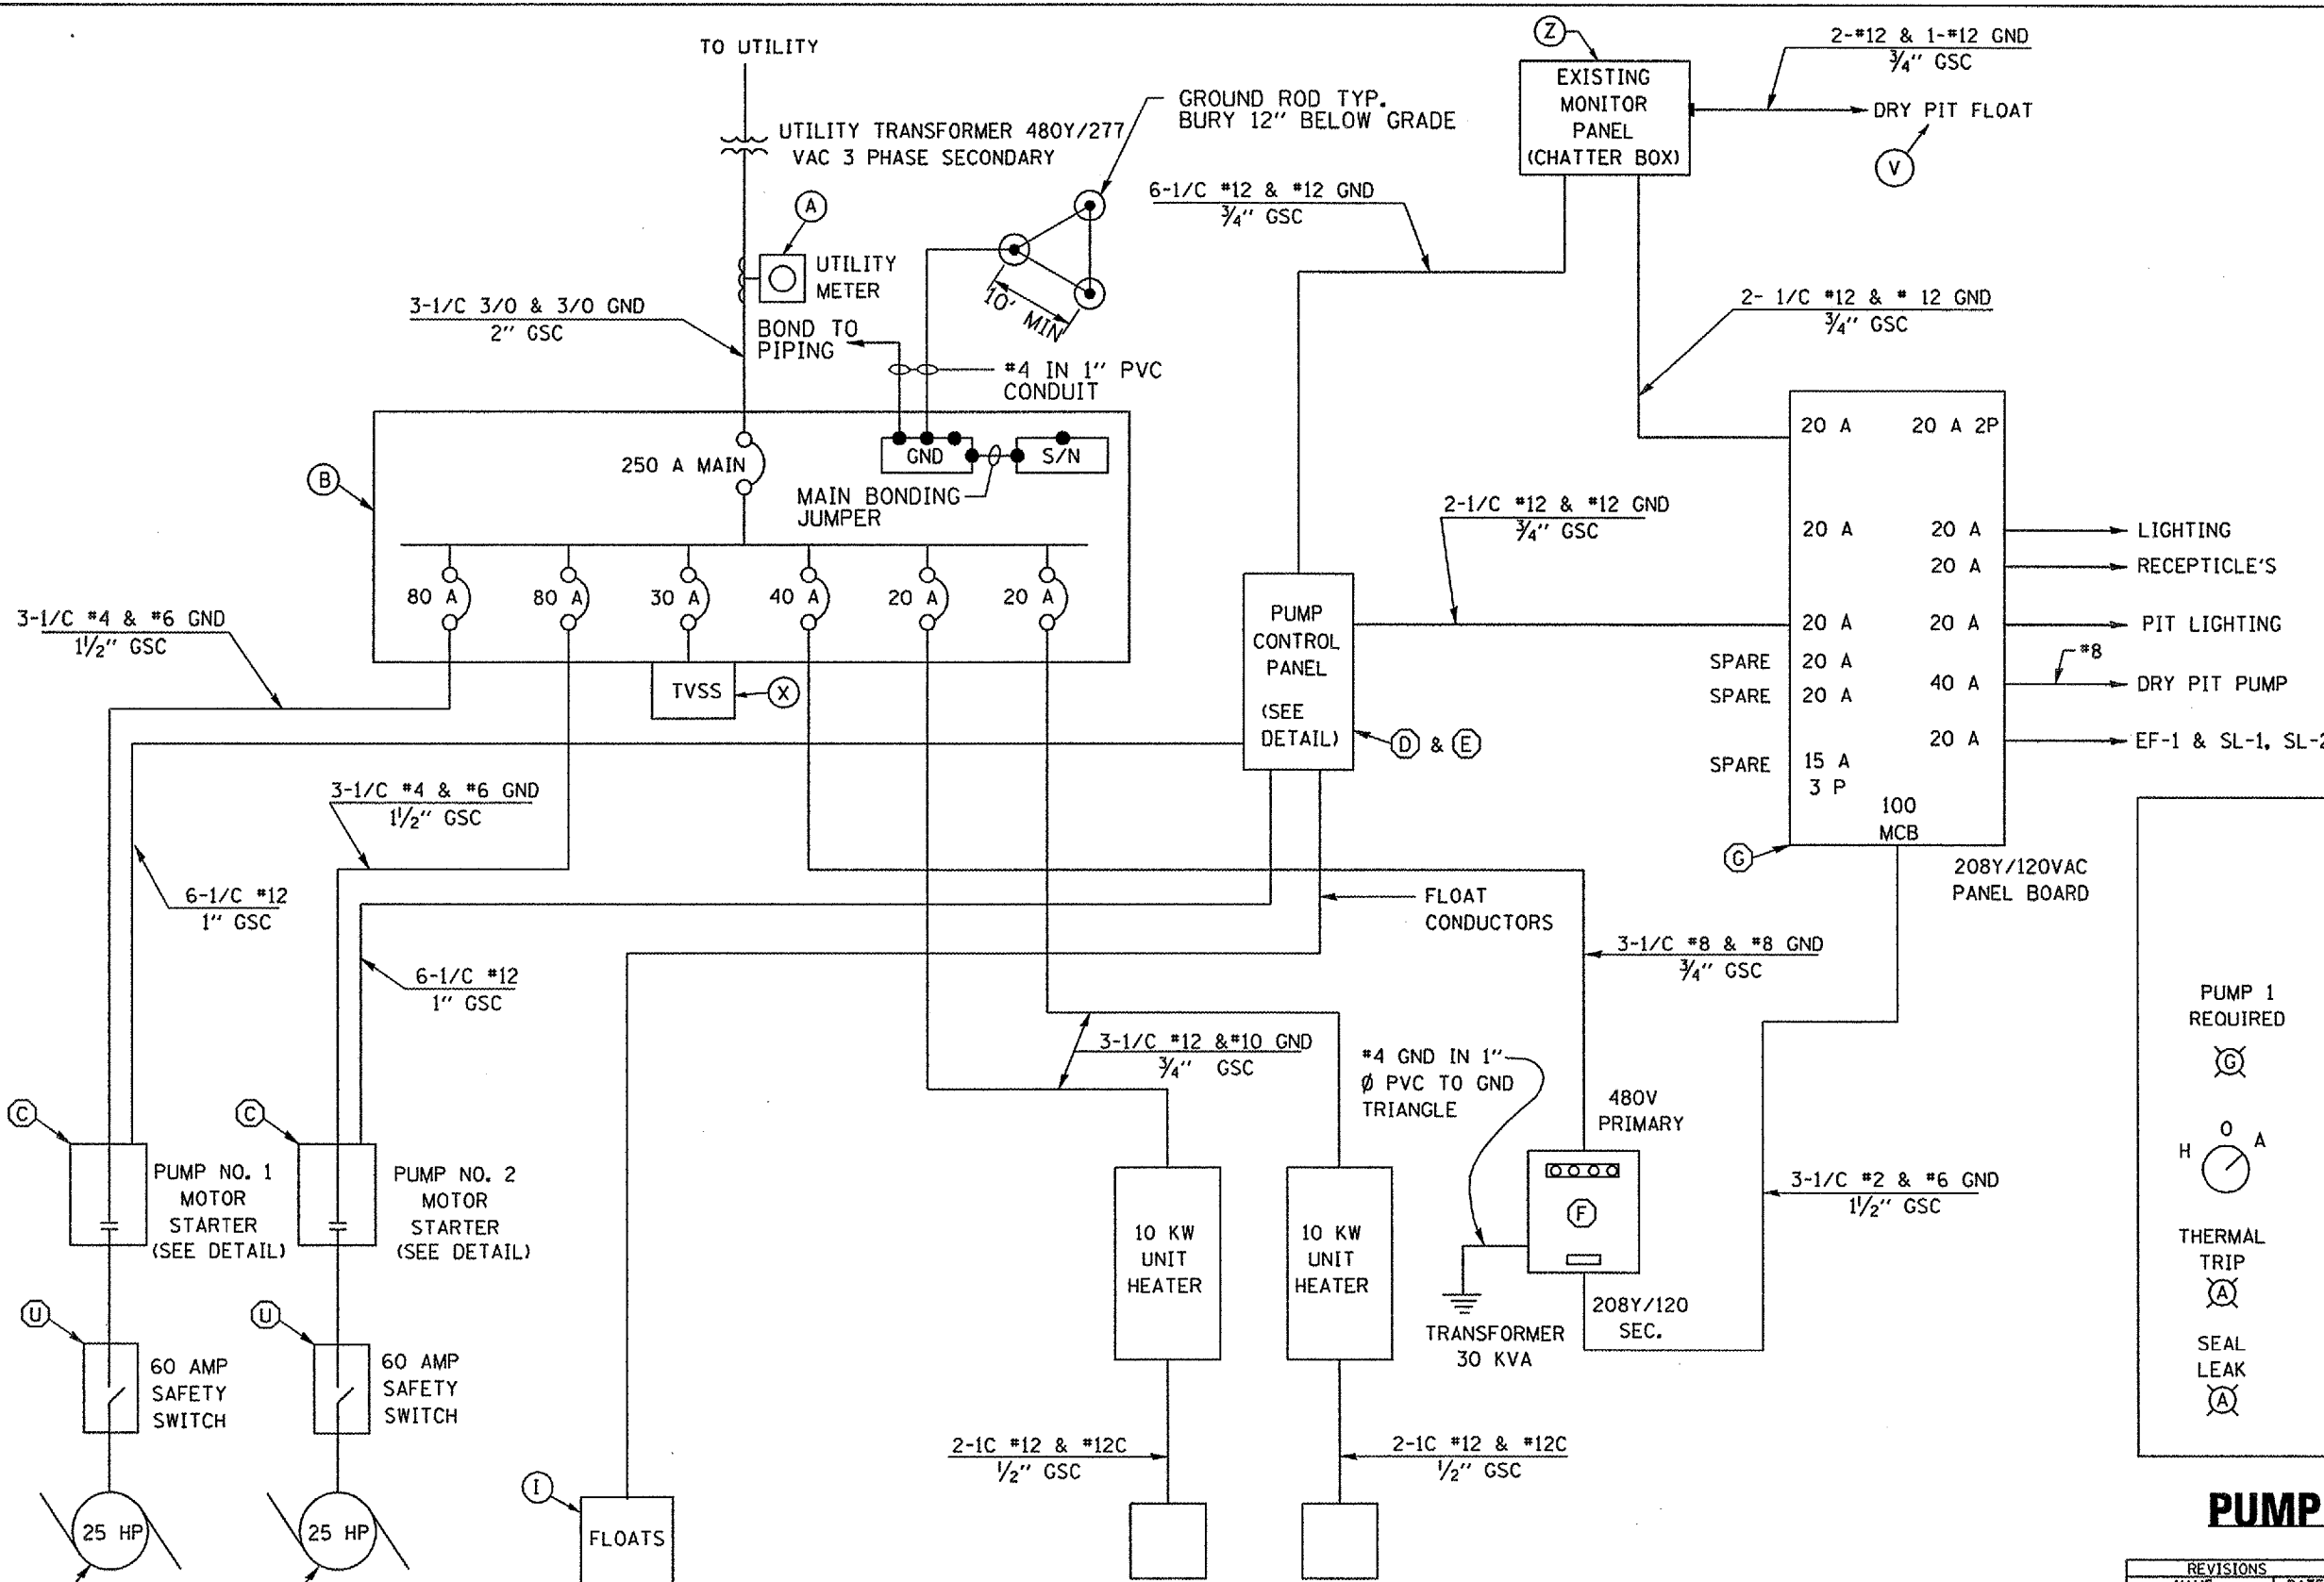 TO UTILITY
UTILITY TRANSFORMER 480Y/277
VAC 3 PHASE SECONDARY
GROUND ROD TYP.
BURY 12" BELOW GRADE
Z
EXISTING
MONITOR
PANEL
(CHATTER BOX)
2-#12 & 1-#12 GND
3/4" GSC
DRY PIT FLOAT
V
A
UTILITY
METER
6-1/C #12 & #12 GND
3/4" GSC
10' MIN
3-1/C 3/0 & 3/0 GND
2" GSC
BOND TO
PIPING
#4 IN 1" PVC
CONDUIT
2- 1/C #12 & # 12 GND
3/4" GSC
B
250 A MAIN
GND
S/N
MAIN BONDING
JUMPER
80 A
80 A
30 A
40 A
20 A
20 A
TVSS
X
3-1/C #4 & #6 GND
1 1/2" GSC
2-1/C #12 & #12 GND
3/4" GSC
PUMP
CONTROL
PANEL
(SEE
DETAIL)
D & E
20 A 20 A 2P
20 A 20 A LIGHTING
20 A RECEPTICLE'S
20 A 20 A PIT LIGHTING
SPARE 20 A
#8
SPARE 20 A 40 A DRY PIT PUMP
20 A EF-1 & SL-1, SL-2
SPARE 15 A
3 P
100
MCB
G
208Y/120VAC
PANEL BOARD
3-1/C #4 & #6 GND
1 1/2" GSC
6-1/C #12
1" GSC
6-1/C #12
1" GSC
FLOAT
CONDUCTORS
3-1/C #8 & #8 GND
3/4" GSC
3-1/C #12 &#10 GND
3/4" GSC
#4 GND IN 1"
Ø PVC TO GND
TRIANGLE
480V
PRIMARY
F
208Y/120
SEC.
TRANSFORMER
30 KVA
3-1/C #2 & #6 GND
1 1/2" GSC
C
PUMP NO. 1
MOTOR
STARTER
(SEE DETAIL)
C
PUMP NO. 2
MOTOR
STARTER
(SEE DETAIL)
10 KW
UNIT
HEATER
10 KW
UNIT
HEATER
U
60 AMP
SAFETY
SWITCH
U
60 AMP
SAFETY
SWITCH
2-1C #12 & #12C
1/2" GSC
2-1C #12 & #12C
1/2" GSC
25 HP
25 HP
I
FLOATS
PUMP 1
REQUIRED
G
H O A
THERMAL
TRIP
A
SEAL
LEAK
A
PUMP
REVISIONS